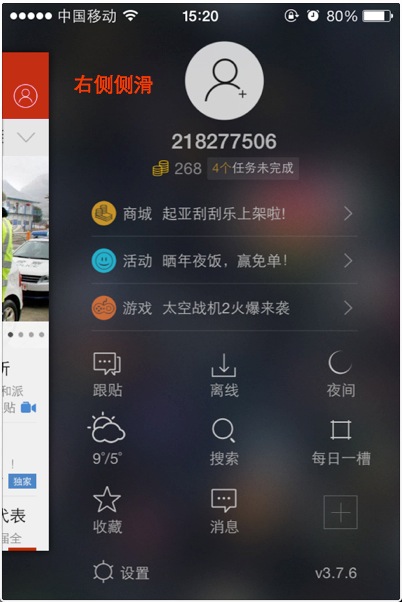 中国移动 15:20 80%
右侧侧滑
218277506
268 4个任务未完成
商城 起亚刮刮乐上架啦!
活动 晒年夜饭，赢免单!
游戏 太空战机2火爆来袭
跟贴 离线 夜间
9°/5° 搜索 每日一槽
收藏 消息
设置 v3.7.6
斤
和派
贴
!
独家
代表
届全